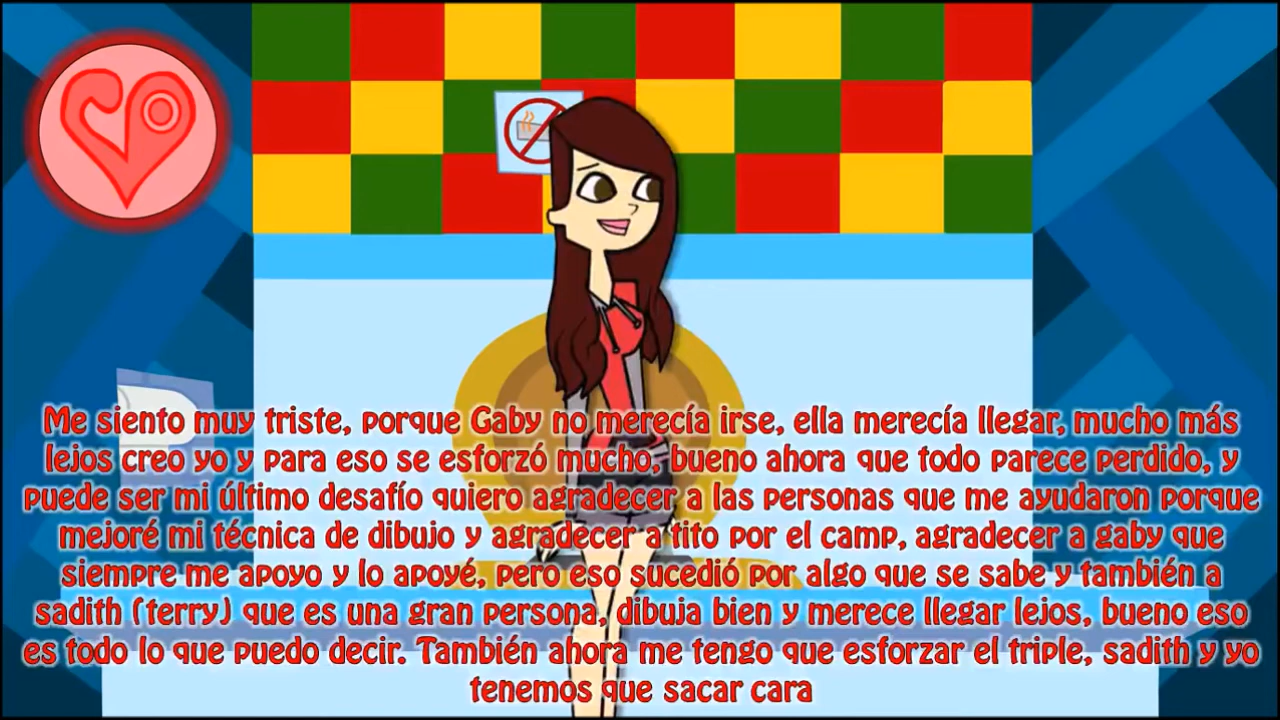 Me siento muy triste, porque Gaby no merecía irse, ella merecía llegar, mucho más
lejos creo yo y para eso se esforzó mucho, bueno ahora que todo parece perdido, y
puede ser mi último desafío quiero agradecer a las personas que me ayudaron porque
mejoré mi técnica de dibujo y agradecer a tito por el camp, agradecer a gaby que
siempre me apoyo y lo apoyé, pero eso sucedió por algo que se sabe y también a
sadith (terry) que es una gran persona, dibuja bien y merece llegar lejos, bueno eso
es todo lo que puedo decir. También ahora me tengo que esforzar el triple, sadith y yo
tenemos que sacar cara